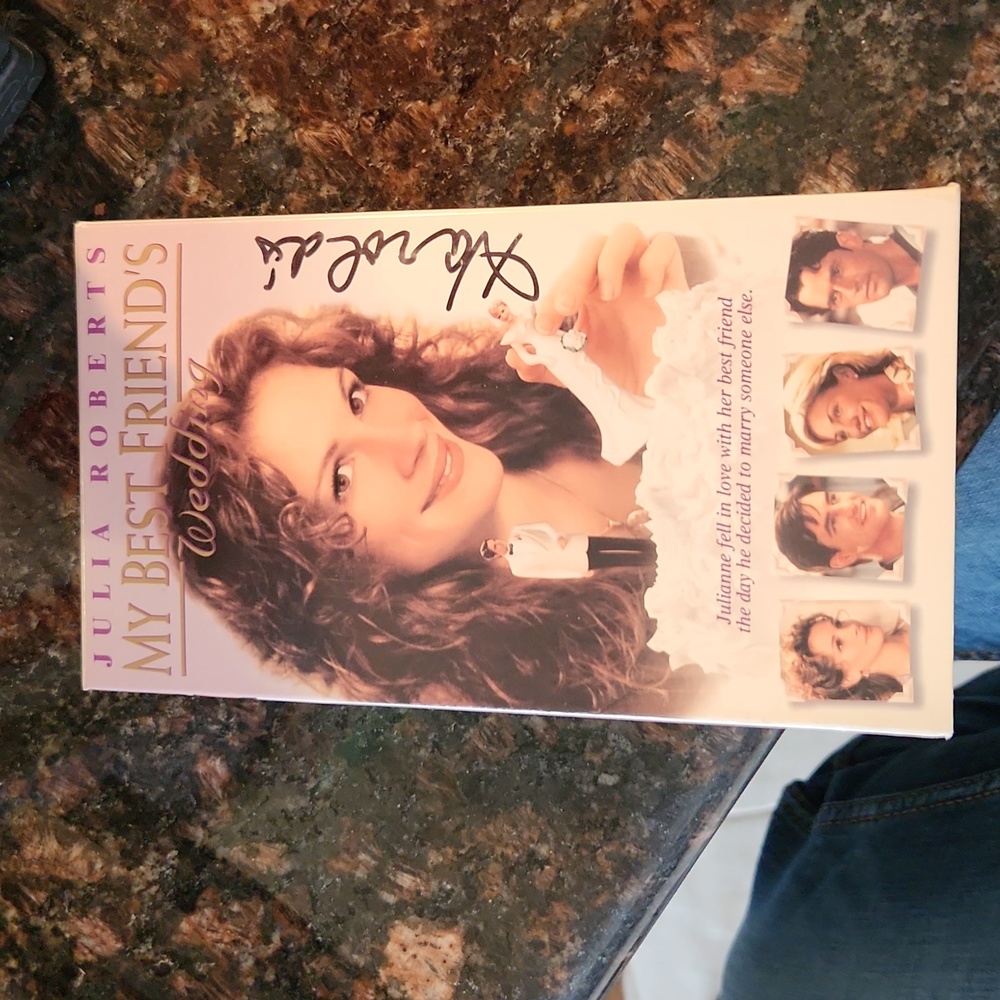 JULIA ROBERTS
MY BEST FRIEND'S
Wedding
Harold's
Julianne fell in love with her best friend
the day he decided to marry someone else.